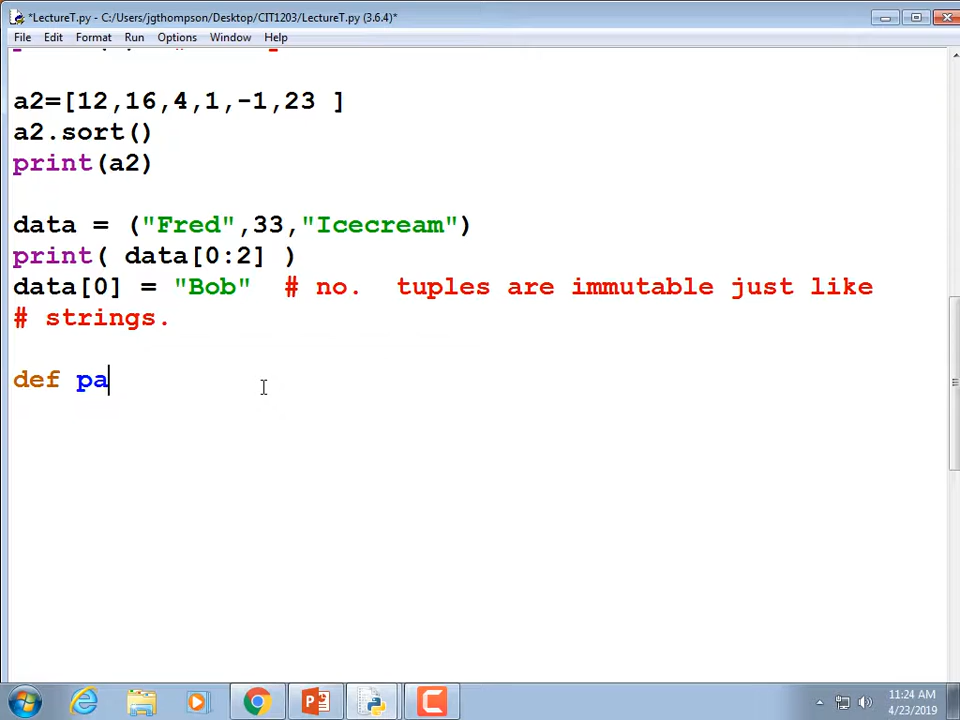 *LectureT.py - C:/Users/jgthompson/Desktop/CIT1203/LectureT.py (3.6.4)*
File Edit Format Run Options Window Help
a2=[12,16,4,1,-1,23 ]
a2.sort()
print(a2)
data = ("Fred",33,"Icecream")
print( data[0:2] )
data[0] = "Bob"  # no.  tuples are immutable just like
# strings.
def pa
11:24 AM
4/23/2019